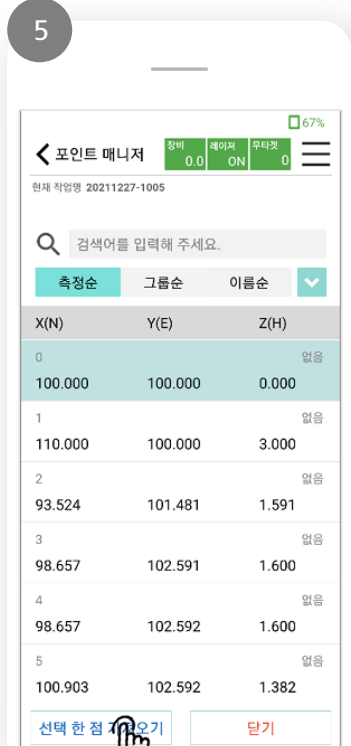 5
67%
포인트 매니저
장비 0.0
레이저 ON
무타겟 0
현재 작업명 20211227-1005
검색어를 입력해 주세요.
측정순 그룹순 이름순
X(N) Y(E) Z(H)
0 없음
100.000 100.000 0.000
1 없음
110.000 100.000 3.000
2 없음
93.524 101.481 1.591
3 없음
98.657 102.591 1.600
4 없음
98.657 102.592 1.600
5 없음
100.903 102.592 1.382
선택 한 점 가져오기 닫기